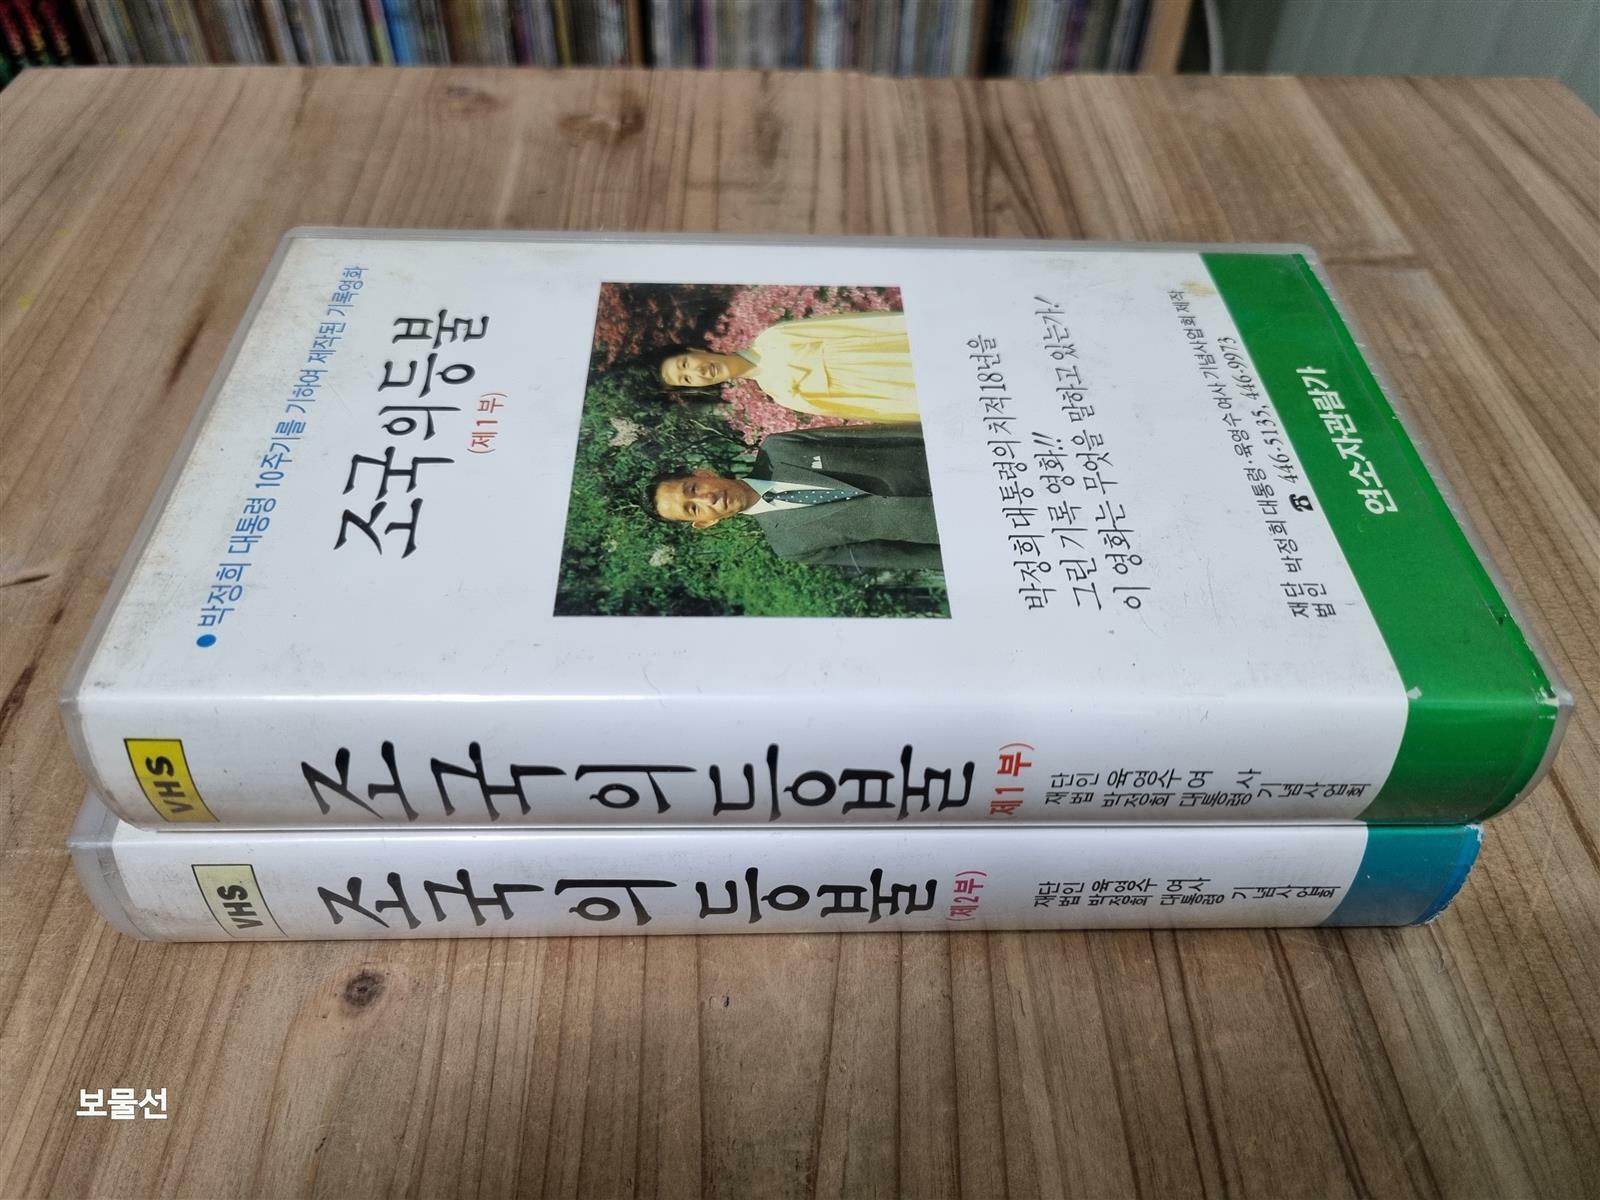 ● 박정희 대통령 10주기를 기하여 제작된 기록영화
조국의 등불
(제1부)
박정희 대통령의 치적 18년을
그린 기록 영화!!
이 영화는 무엇을 말하고 있는가!
재단
법인 박정희 대통령·육영수 여사 기념사업회 제작
☎ 446-5135, 446-9973
연소자관람가
VHS
조국의 등불
제1부)
재단 육영수 여사
법인 박정희 대통령 기념사업회
VHS
조국의 등불
(제2부)
재단 육영수 여사
법인 박정희 대통령 기념사업회
보물선